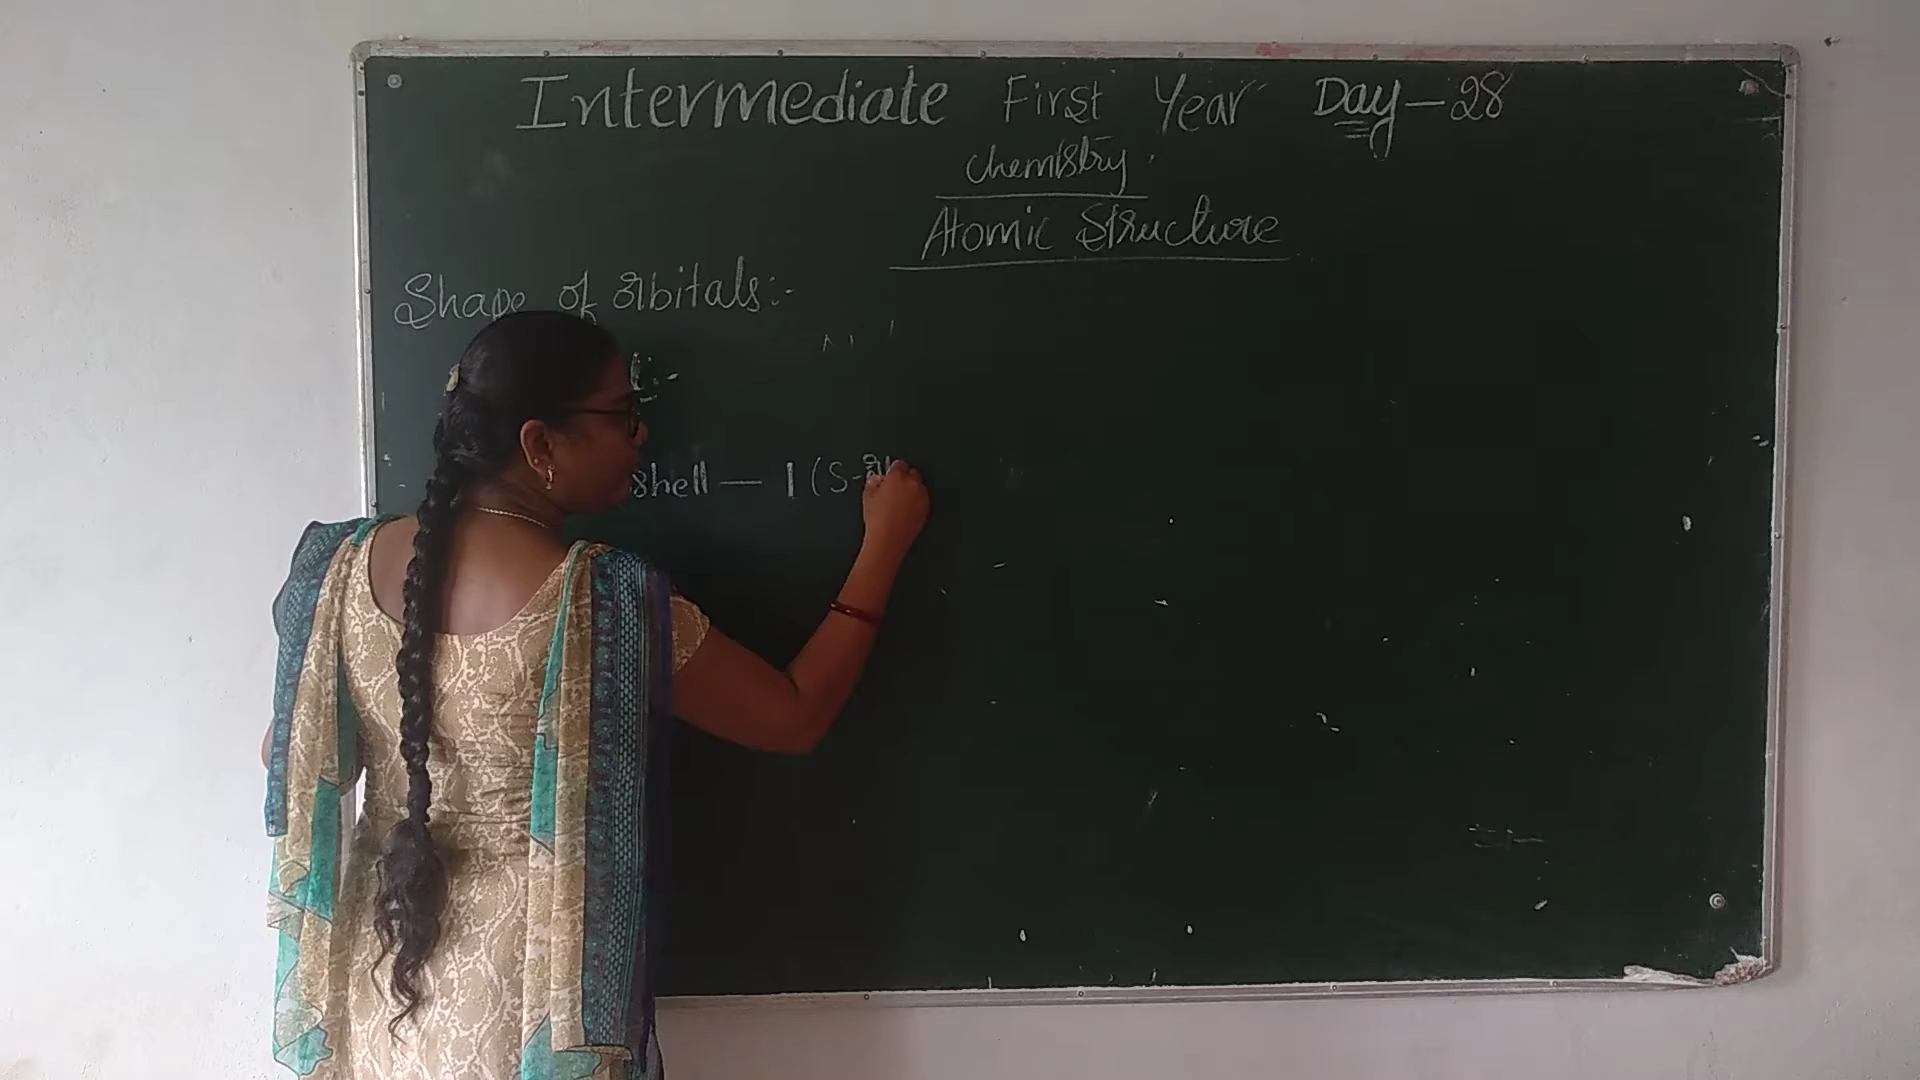 Intermediate First Year Day - 28
Chemistry
Atomic Structure
Shape of orbitals:-
shell — 1 (S-